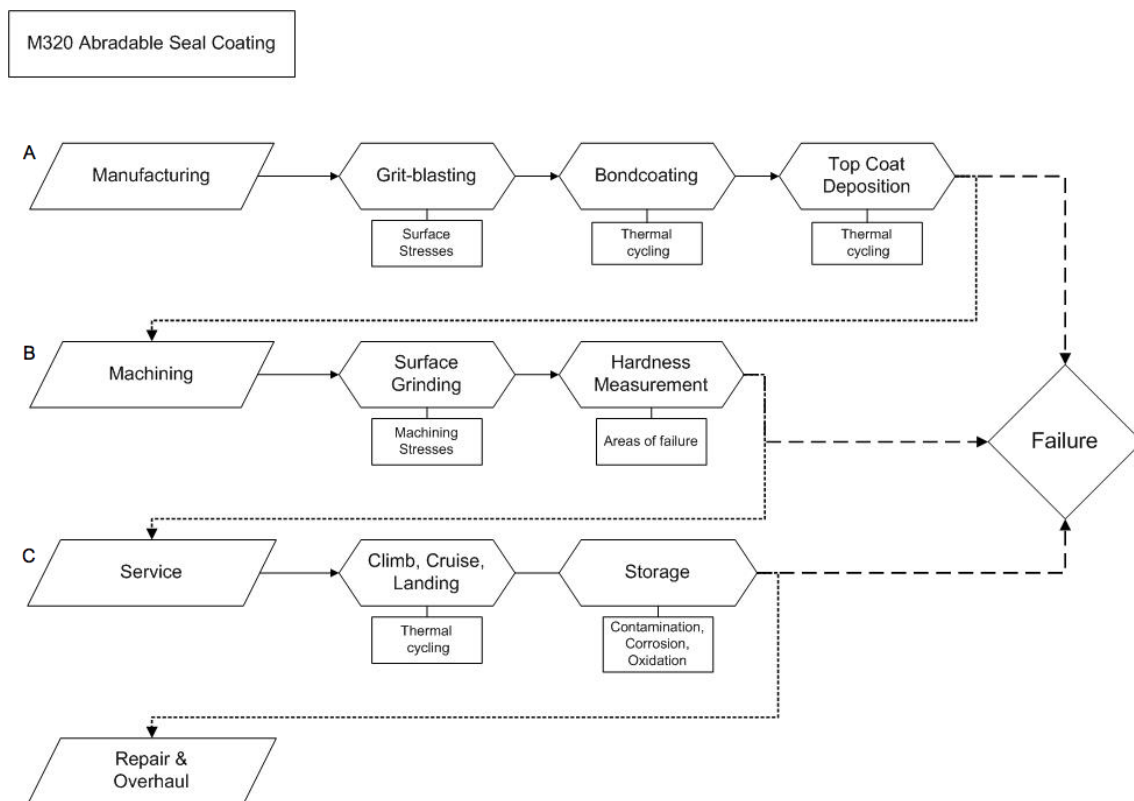 M320 Abradable Seal Coating
A
Manufacturing
Grit-blasting
Bondcoating
Top Coat
Deposition
Surface
Stresses
Thermal
cycling
Thermal
cycling
B
Machining
Surface
Grinding
Hardness
Measurement
Machining
Stresses
Areas of failure
Failure
C
Service
Climb, Cruise,
Landing
Storage
Thermal
cycling
Contamination,
Corrosion,
Oxidation
Repair &
Overhaul